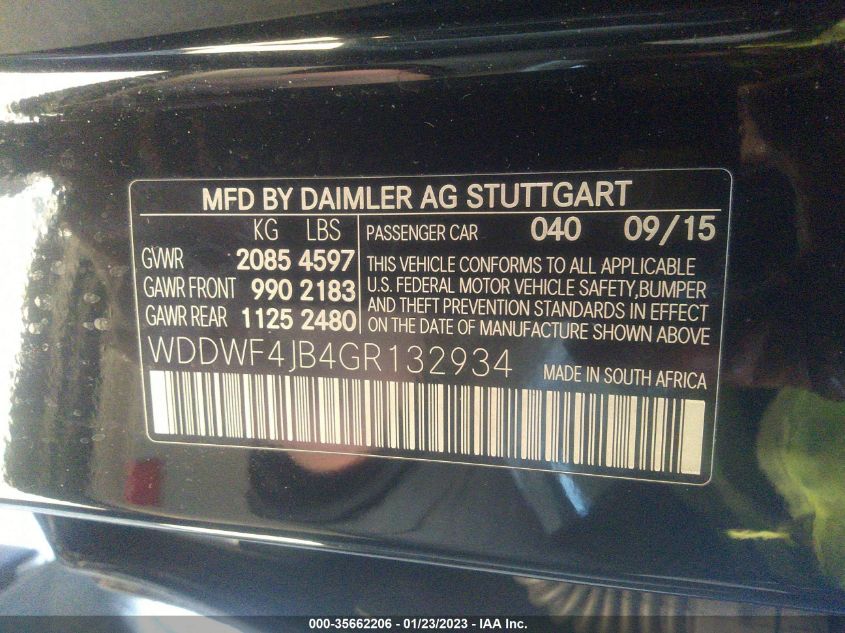 MFD BY DAIMLER AG STUTTGART
KG LBS
GVWR 2085 4597
GAWR FRONT 990 2183
GAWR REAR 1125 2480
PASSENGER CAR 040 09/15
THIS VEHICLE CONFORMS TO ALL APPLICABLE
U.S. FEDERAL MOTOR VEHICLE SAFETY,BUMPER
AND THEFT PREVENTION STANDARDS IN EFFECT
ON THE DATE OF MANUFACTURE SHOWN ABOVE
WDDWF4JB4GR132934
MADE IN SOUTH AFRICA
000-35662206 - 01/23/2023 - IAA Inc.